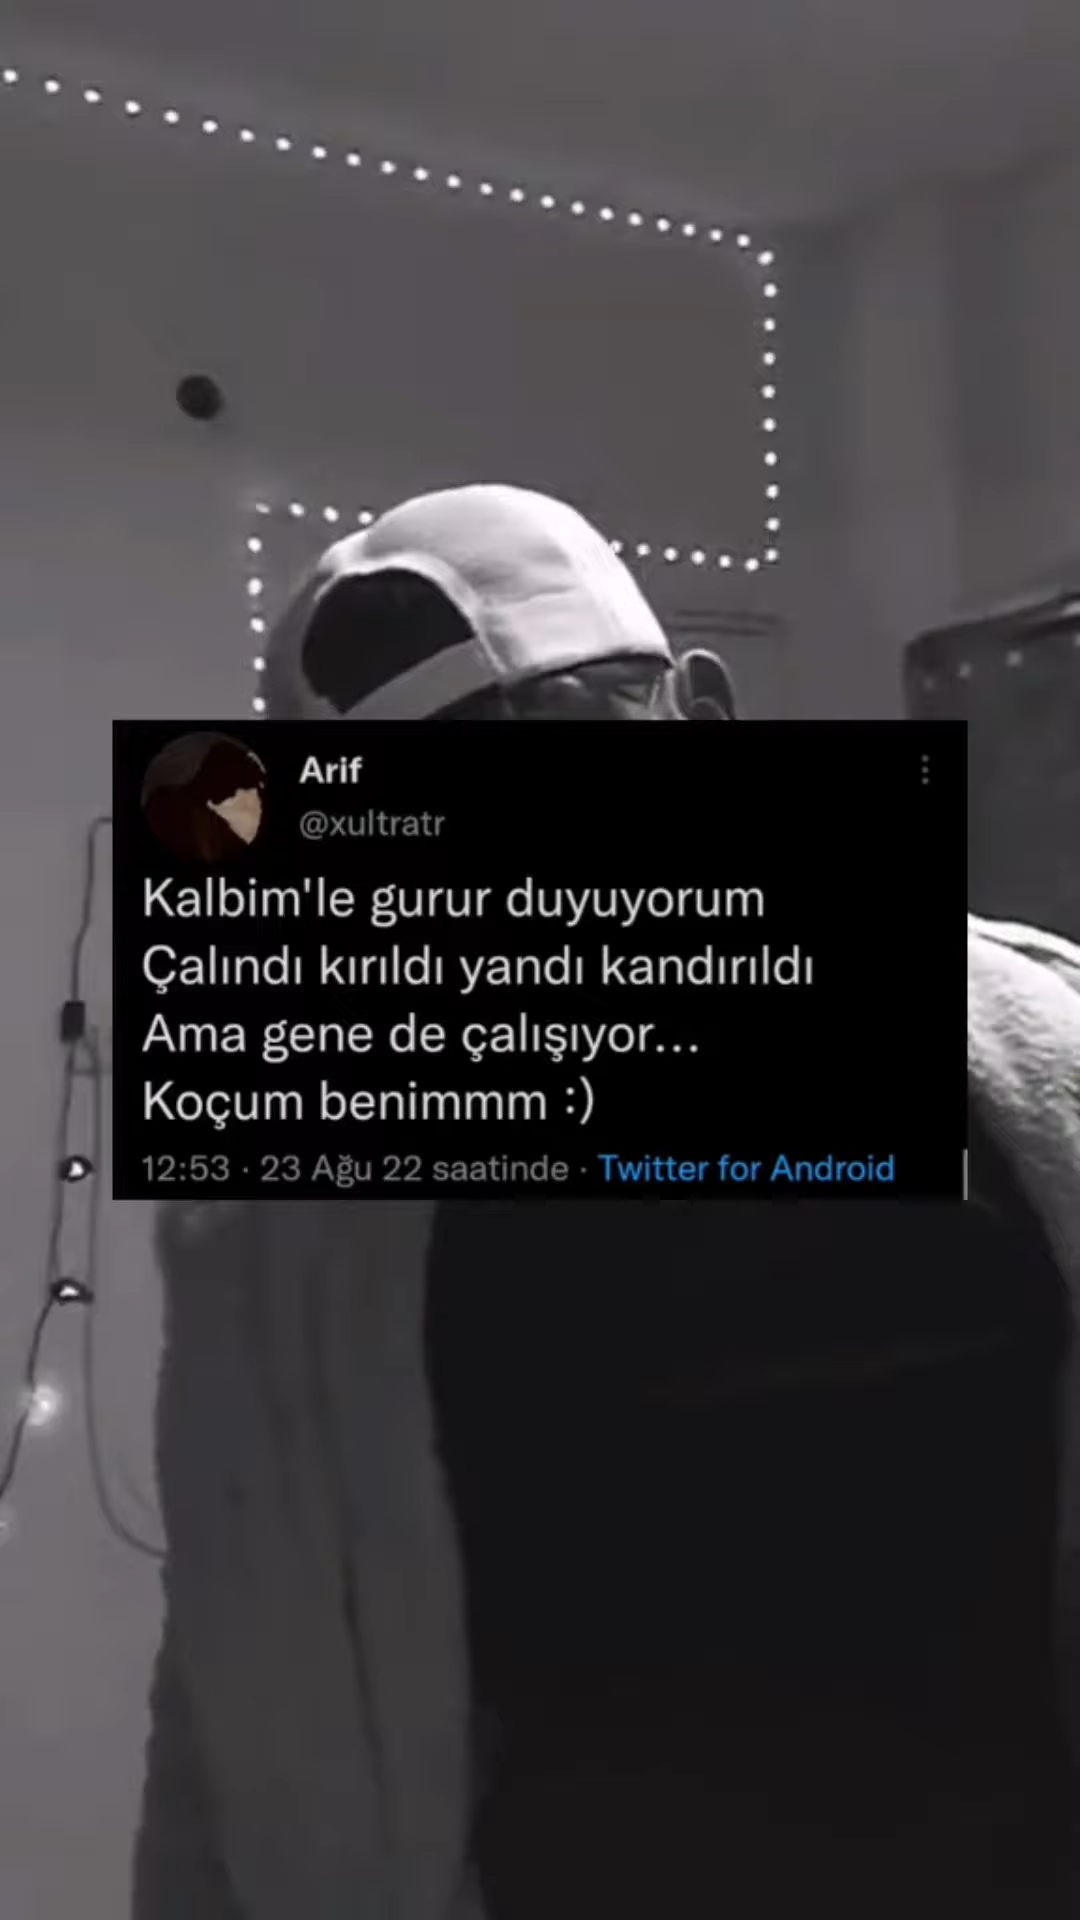 Arif
@xultratr
Kalbim'le gurur duyuyorum
Çalındı kırıldı yandı kandırıldı
Ama gene de çalışıyor...
Koçum benimmm :)
12:53 · 23 Ağu 22 saatinde · Twitter for Android